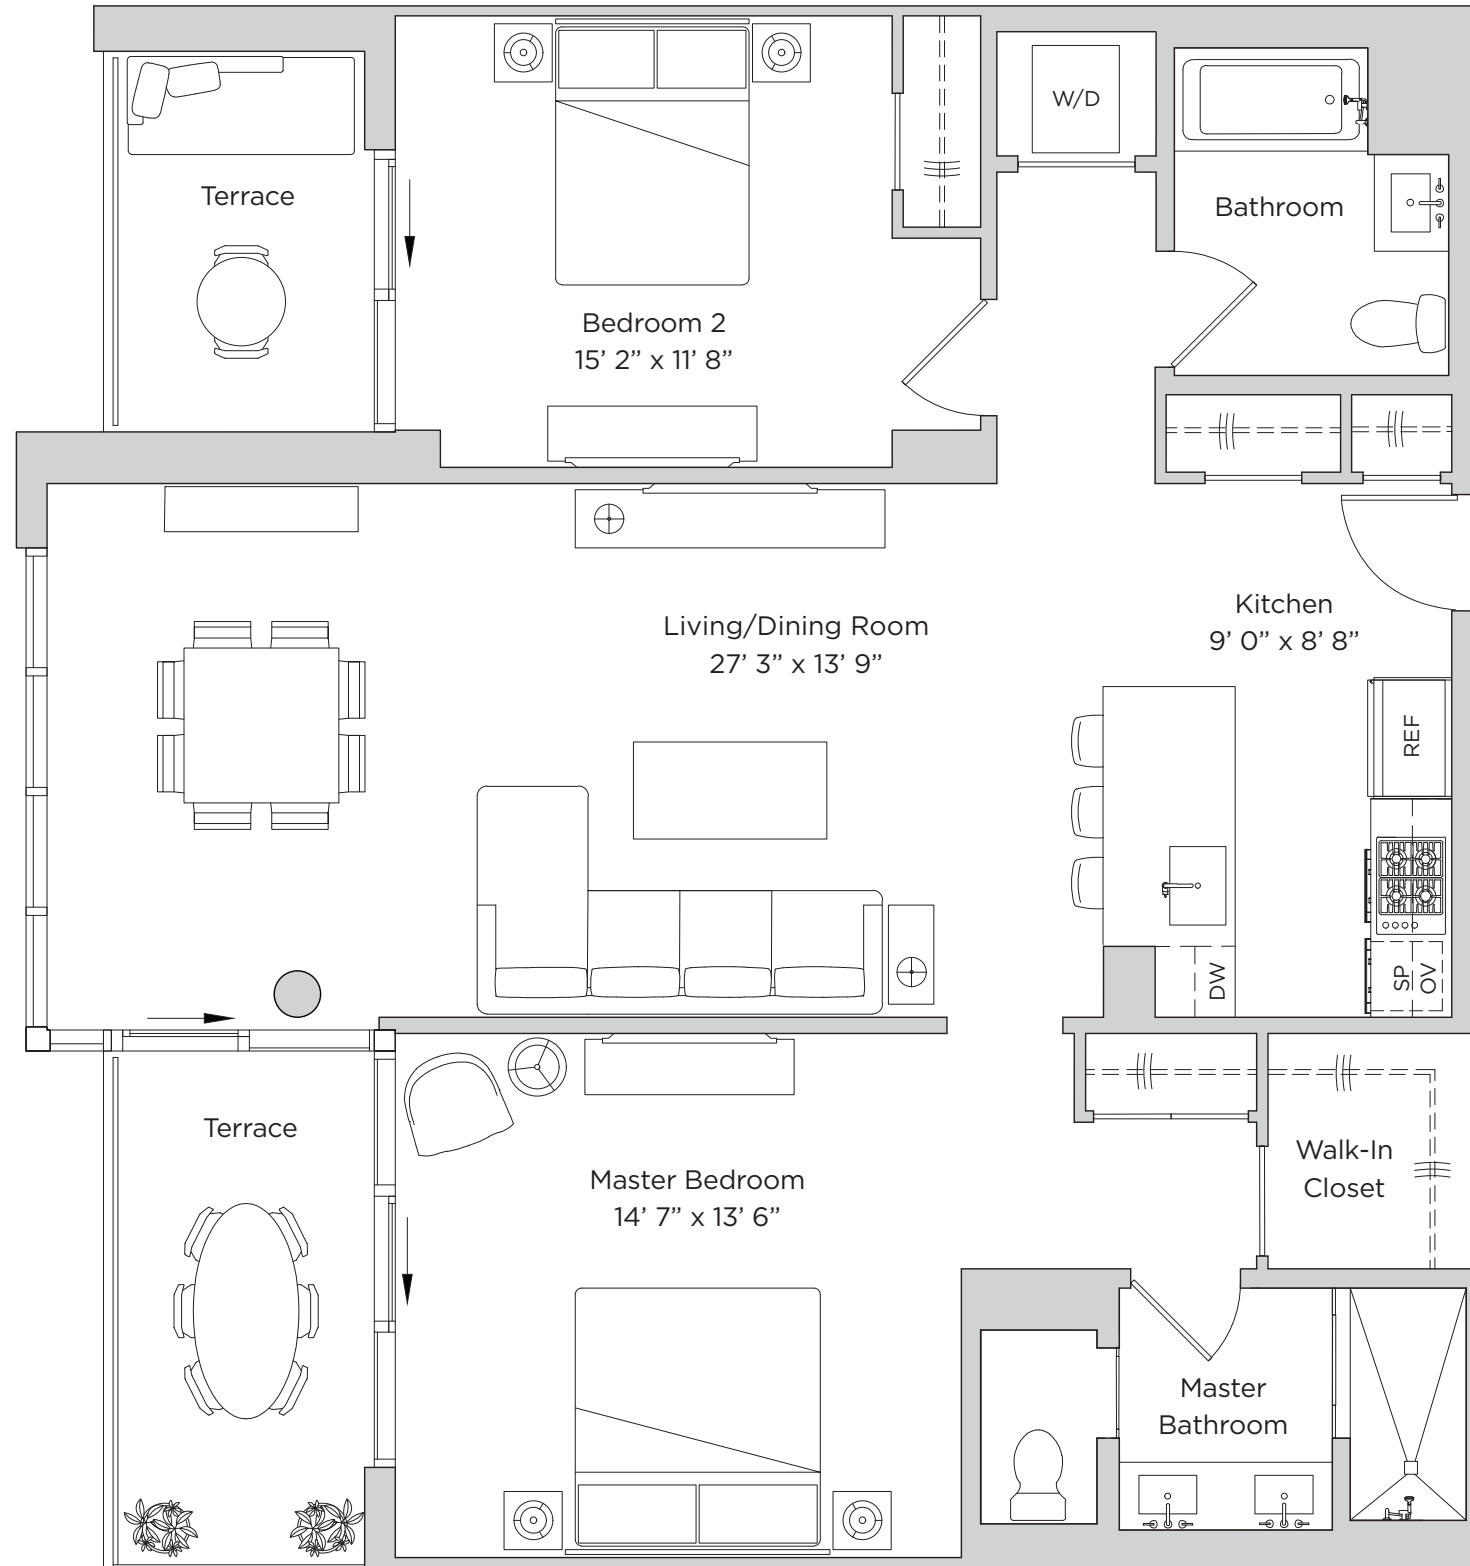 W/D
Terrace
Bathroom
Bedroom 2
15’ 2” x 11’ 8”
Living/Dining Room
27’ 3” x 13’ 9”
Kitchen
9’ 0” x 8’ 8”
REF
DW
SP
OV
Terrace
Master Bedroom
14’ 7” x 13’ 6”
Walk-In
Closet
Master
Bathroom